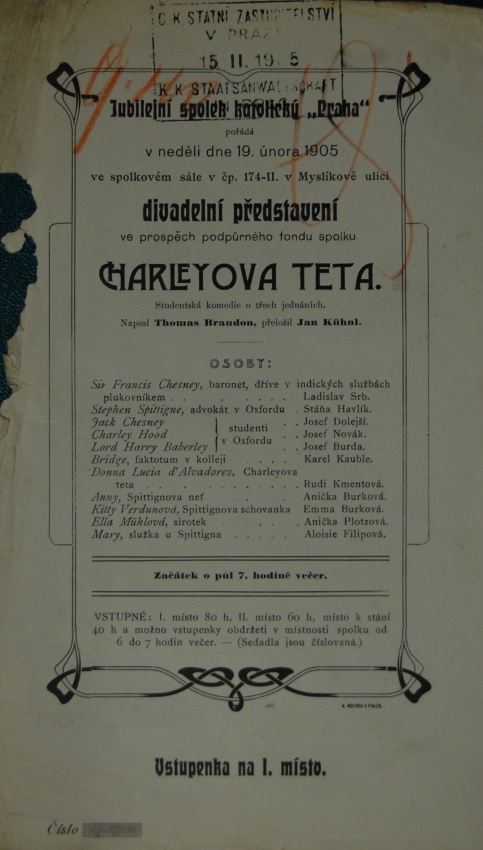 C. K. STÁTNÍ ZASTUPITELSTVÍ
V PRAZE
15. II. 1905
K. K. STAATSANWALTSCHAFT
Jubilejní spolek katolický „Praha“
pořádá
v neděli dne 19. února 1905
ve spolkovém sále v čp. 174-II. v Myslíkově ulici
divadelní představení
ve prospěch podpůrného fondu spolku
CHARLEYOVA TETA.
Studentská komedie o třech jednáních.
Napsal Thomas Brandon, přeložil Jan Kühnl.
OSOBY:
Sir Francis Chesney, baronet, dříve v indických službách
plukovníkem . . . . . . . Ladislav Srb.
Stephen Spittigne, advokát v Oxfordu . Stáňa Havlík.
Jack Chesney . . Josef Dolejší.
Charley Hood } studenti v Oxfordu . . Josef Novák.
Lord Harry Baberley . . Josef Burda.
Bridge, faktotum v kolleji . . . . Karel Kauble.
Donna Lucia d'Alvadorez, Charleyova
teta . . . . . . . . . . Rudi Kmentová.
Anny, Spittignova neť . . . . . Anička Burková.
Kitty Verdunová, Spittignova schovanka Emma Burková.
Ella Mühlová, sirotek . . . . . Anička Plotzová.
Mary, služka u Spittigna . . . . Aloisie Filipová.
Začátek o půl 7. hodině večer.
VSTUPNÉ: I. místo 80 h, II. místo 60 h, místo k stání
40 h a možno vstupenky obdržeti v místnosti spolku od
6 do 7 hodin večer. — (Sedadla jsou číslovaná.)
Vstupenka na I. místo.
Číslo